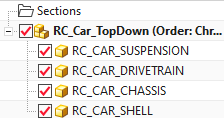 Sections
RC_Car_TopDown (Order: Chr...
RC_CAR_SUSPENSION
RC_CAR_DRIVETRAIN
RC_CAR_CHASSIS
RC_CAR_SHELL